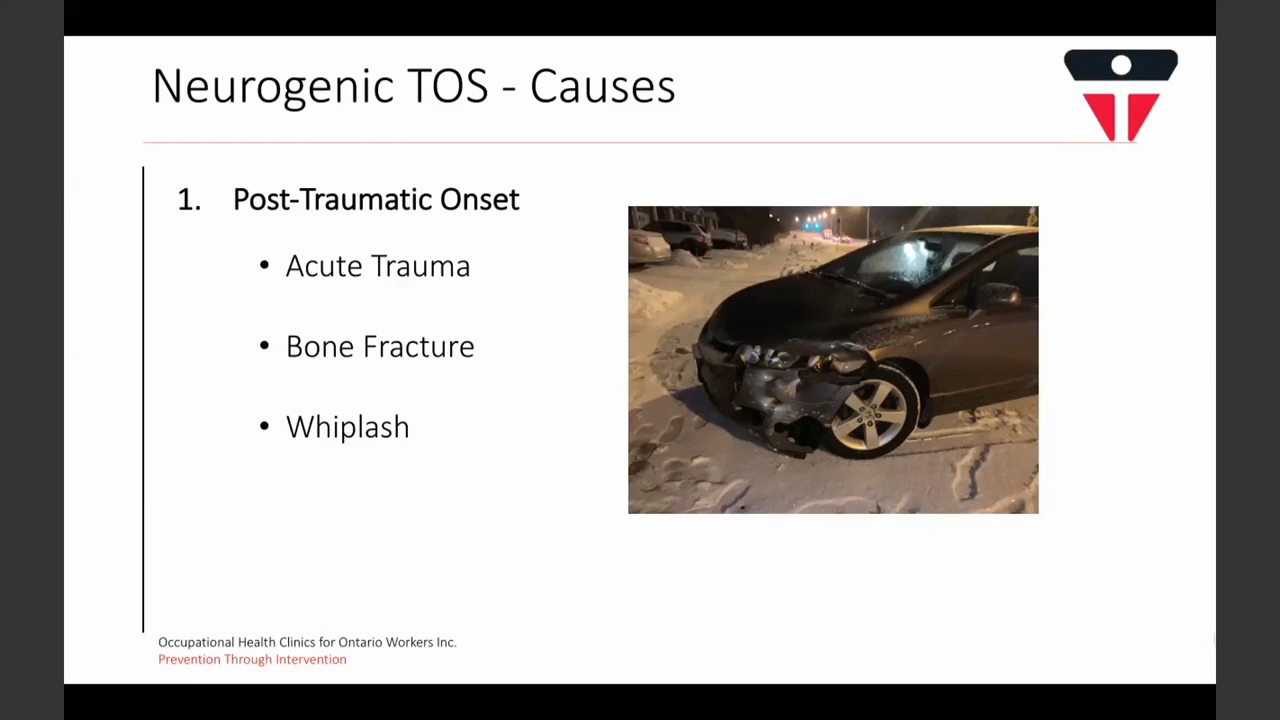 Neurogenic TOS - Causes
1. Post-Traumatic Onset
• Acute Trauma
• Bone Fracture
• Whiplash
Occupational Health Clinics for Ontario Workers Inc.
Prevention Through Intervention